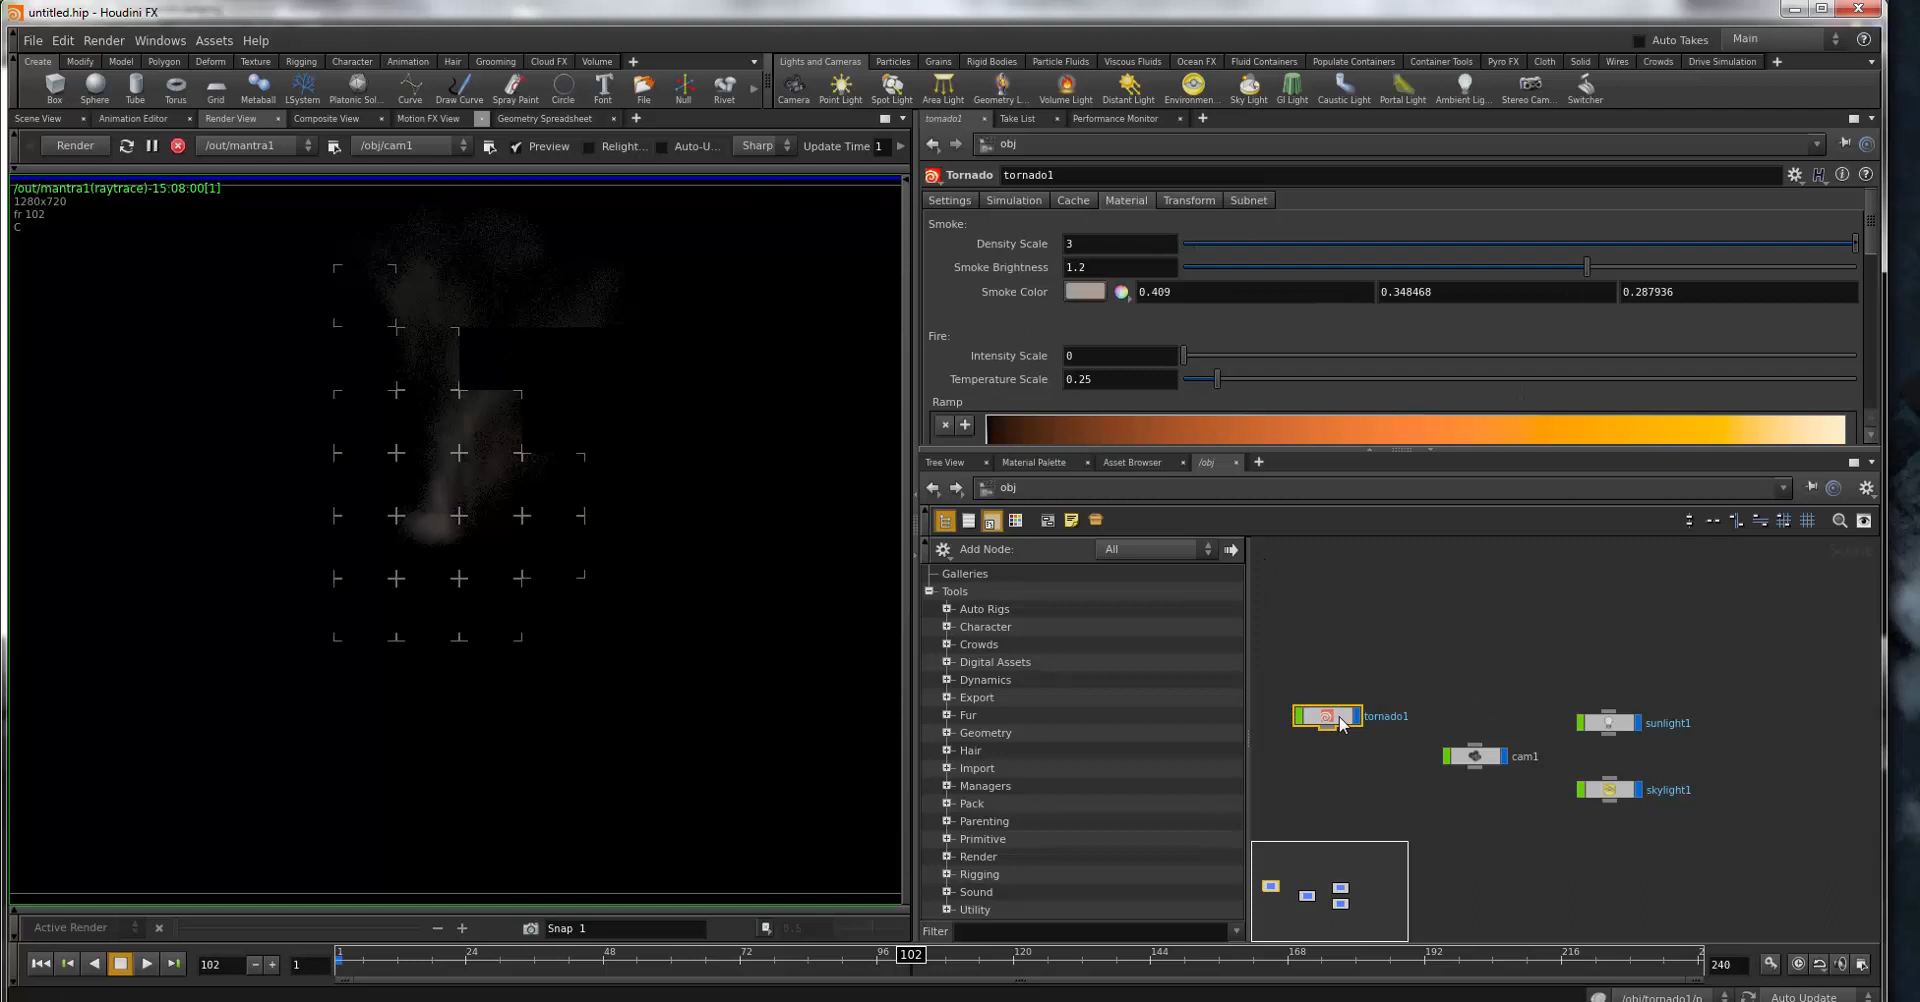 untitled.hip - Houdini FX
File Edit Render Windows Assets Help
Auto Takes Main
Create Modify Model Polygon Deform Texture Rigging Character Animation Hair Grooming Cloud FX Volume
Lights and Cameras Particles Grains Rigid Bodies Particle Fluids Viscous Fluids Ocean FX Fluid Containers Populate Containers Container Tools Pyro FX Cloth Solid Wires Crowds Drive Simulation
Box Sphere Tube Torus Grid Metaball LSystem Platonic Sol... Curve Draw Curve Spray Paint Circle Font File Null Rivet
Camera Point Light Spot Light Area Light Geometry L... Volume Light Distant Light Environmen... Sky Light GI Light Caustic Light Portal Light Ambient Lig... Stereo Cam... Switcher
Scene View Animation Editor Render View Composite View Motion FX View Geometry Spreadsheet
tornado1 Take List Performance Monitor
Render /out/mantra1 /obj/cam1 Preview Relight... Auto-U... Sharp Update Time 1
obj
Tornado tornado1
/out/mantra1(raytrace)-15:08:00[1]
1280x720
fr 102
C
Settings Simulation Cache Material Transform Subnet
Smoke:
Density Scale 3
Smoke Brightness 1.2
Smoke Color 0.409 0.348468 0.287936
Fire:
Intensity Scale 0
Temperature Scale 0.25
Ramp
Tree View Material Palette Asset Browser /obj
obj
Add Node: All
Galleries
Tools
Auto Rigs
Character
Crowds
Digital Assets
Dynamics
Export
Fur
Geometry
Hair
Import
Managers
Pack
Parenting
Primitive
Render
Rigging
Sound
Utility
Filter
tornado1
sunlight1
cam1
skylight1
Active Render Snap 1 0.5
102 1 1 24 48 72 96 102 120 144 168 192 216 2 240
/obj/tornado1/p Auto Update